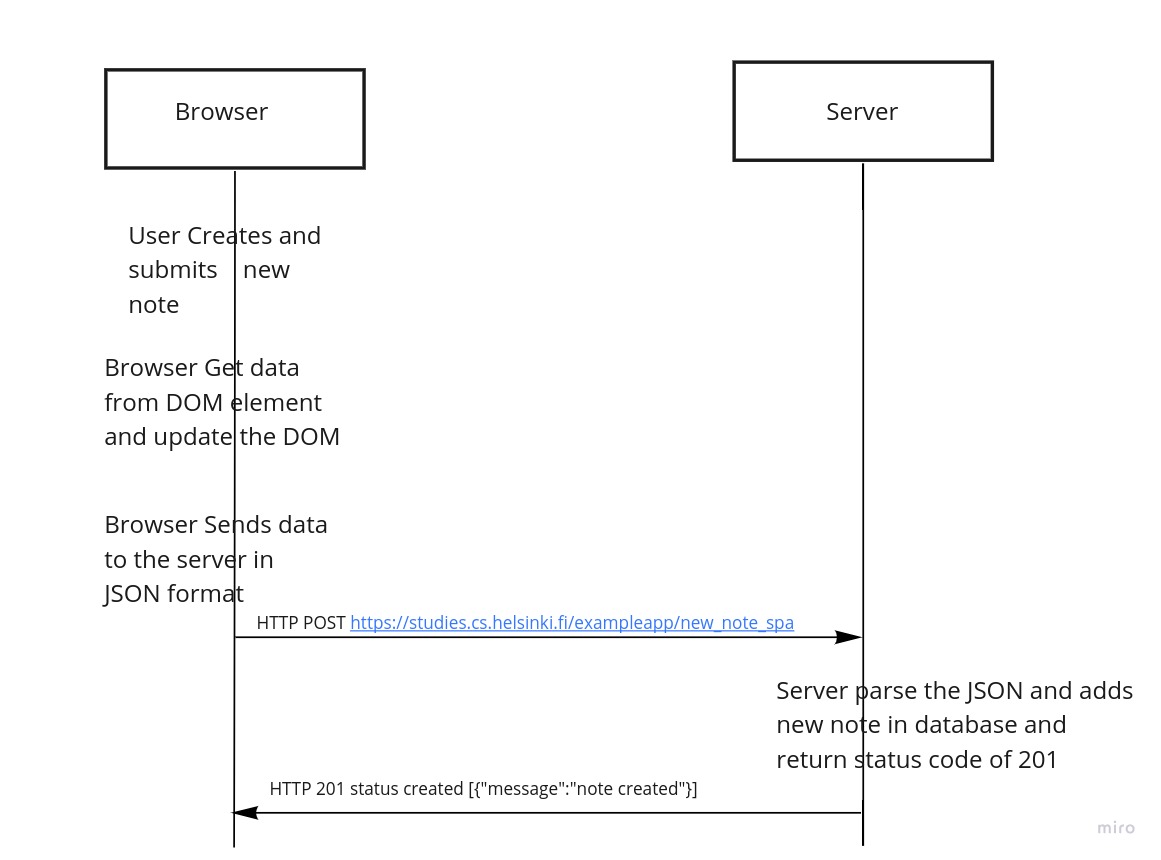 Browser
Server
User Creates and
submits new
note
Browser Get data
from DOM element
and update the DOM
Browser Sends data
to the server in
JSON format
HTTP POST https://studies.cs.helsinki.fi/exampleapp/new_note_spa
Server parse the JSON and adds
new note in database and
return status code of 201
HTTP 201 status created [{"message":"note created"}]
miro